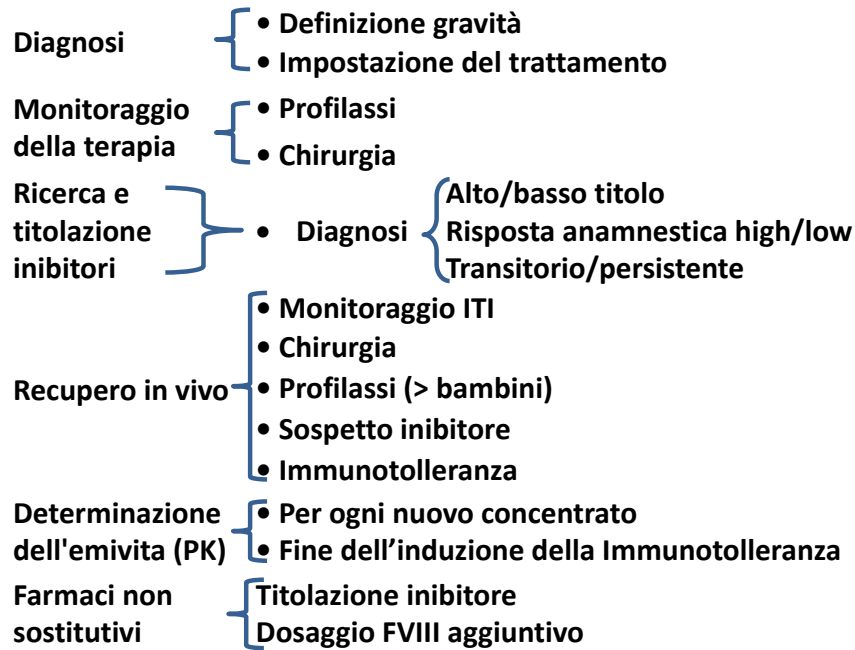 Diagnosi
• Definizione gravità
• Impostazione del trattamento
Monitoraggio
della terapia
• Profilassi
• Chirurgia
Ricerca e
titolazione
inibitori
• Diagnosi
Alto/basso titolo
Risposta anamnestica high/low
Transitorio/persistente
Recupero in vivo
• Monitoraggio ITI
• Chirurgia
• Profilassi (> bambini)
• Sospetto inibitore
• Immunotolleranza
Determinazione
dell'emivita (PK)
• Per ogni nuovo concentrato
• Fine dell’induzione della Immunotolleranza
Farmaci non
sostitutivi
Titolazione inibitore
Dosaggio FVIII aggiuntivo